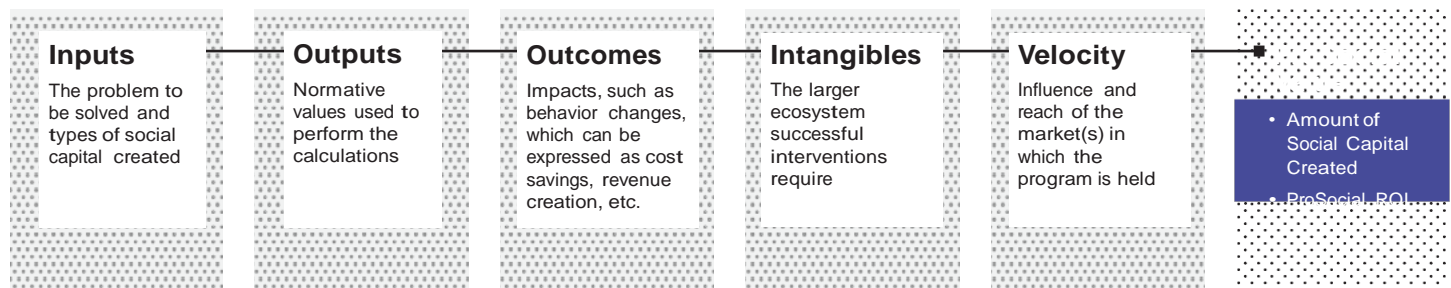 Inputs
The problem to
be solved and
types of social
capital created
Outputs
Normative
values used to
perform the
calculations
Outcomes
Impacts, such as
behavior changes,
which can be
expressed as cost
savings, revenue
creation, etc.
Intangibles
The larger
ecosystem
successful
interventions
require
Velocity
Influence and
reach of the
market(s) in
which the
program is held
• Amount of
Social Capital
Created
• ProSocial ROI